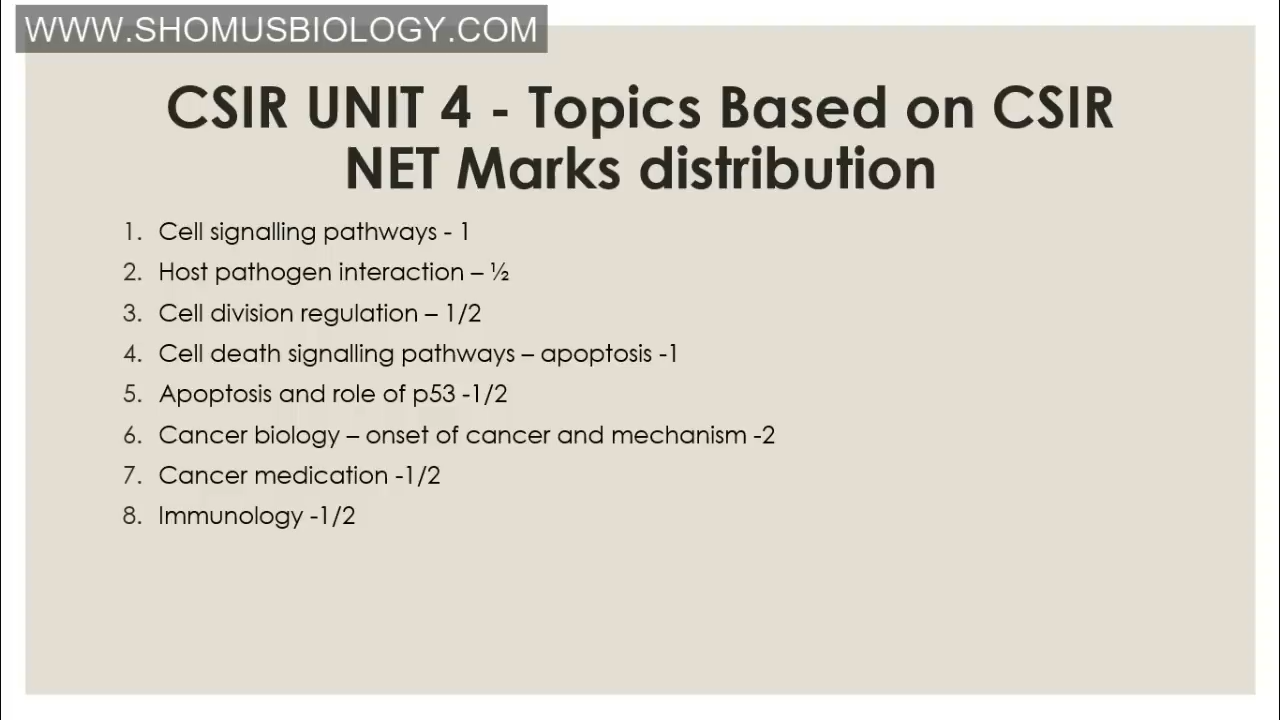 WWW.SHOMUSBIOLOGY.COM
CSIR UNIT 4 - Topics Based on CSIR
NET Marks distribution
1. Cell signalling pathways - 1
2. Host pathogen interaction – ½
3. Cell division regulation – 1/2
4. Cell death signalling pathways – apoptosis -1
5. Apoptosis and role of p53 -1/2
6. Cancer biology – onset of cancer and mechanism -2
7. Cancer medication -1/2
8. Immunology -1/2